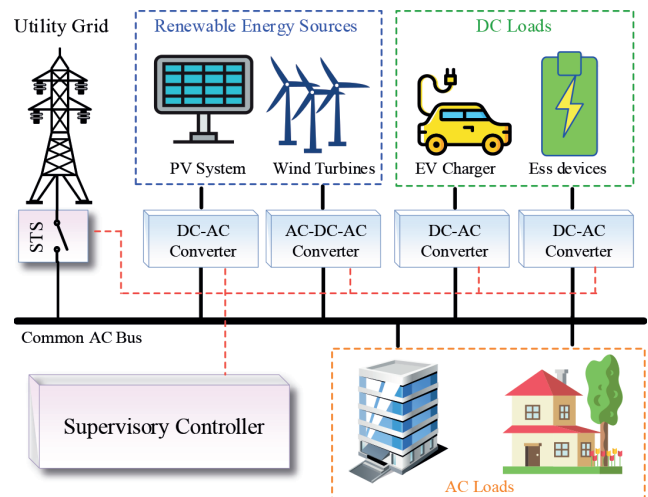 Utility Grid
Renewable Energy Sources
DC Loads
PV System
Wind Turbines
EV Charger
Ess devices
STS
DC-AC
Converter
AC-DC-AC
Converter
DC-AC
Converter
DC-AC
Converter
Common AC Bus
Supervisory Controller
AC Loads